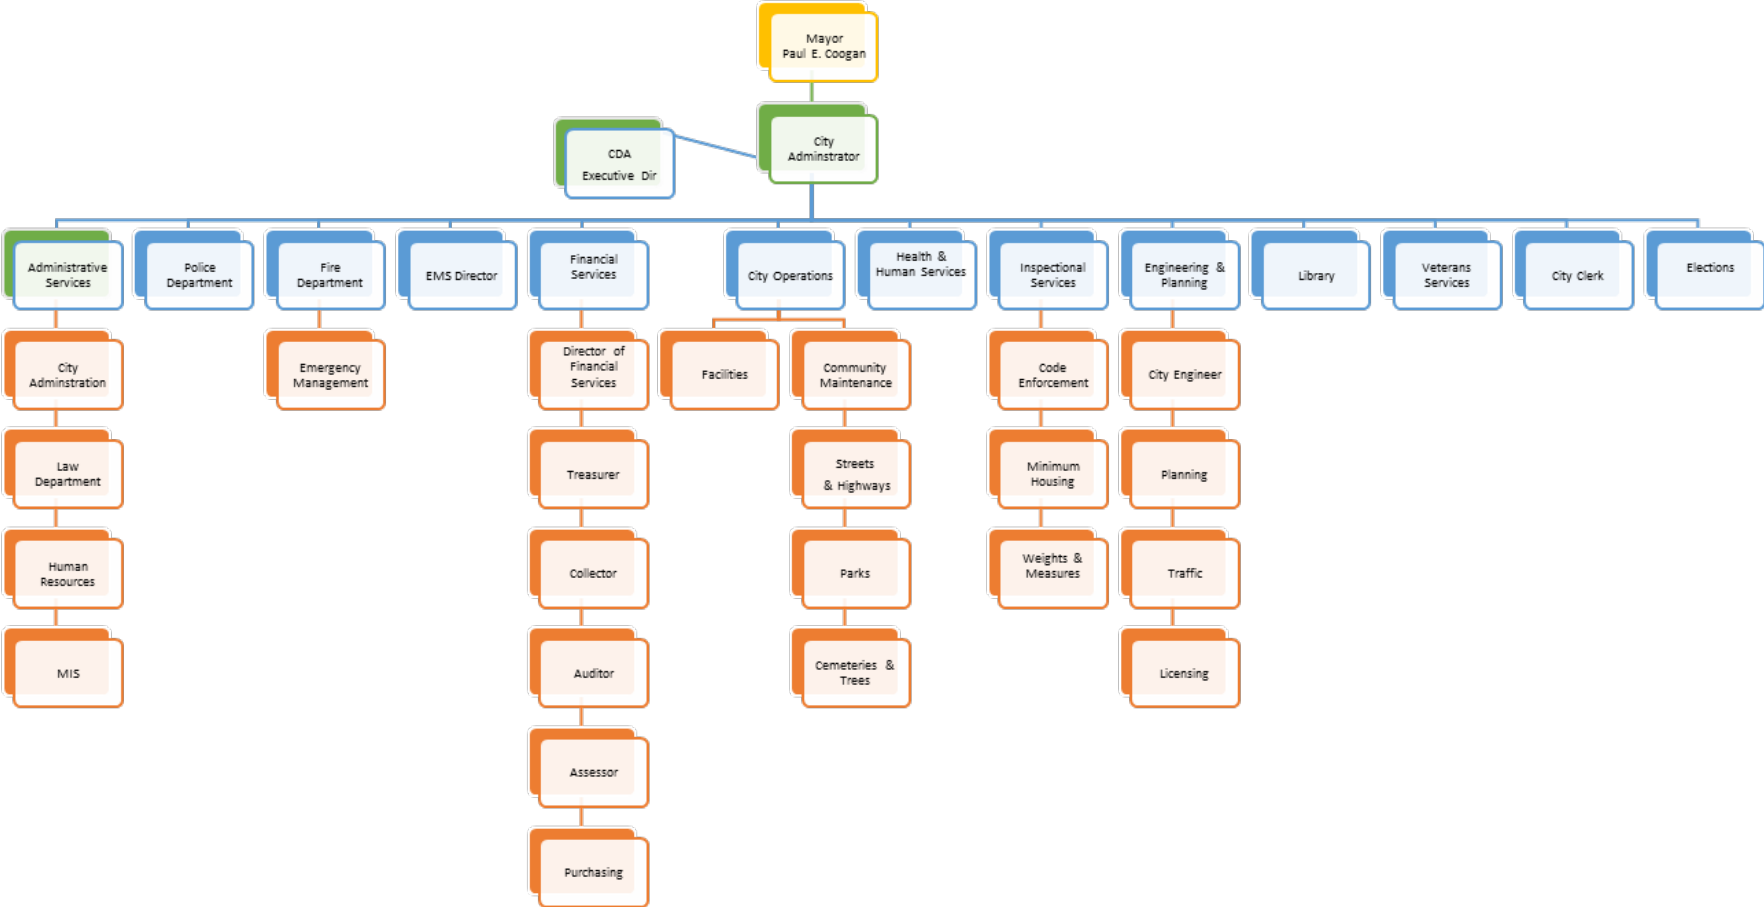 Mayor
Paul E. Coogan
City
Adminstrator
CDA
Executive Dir
Administrative
Services
Police
Department
Fire
Department
EMS Director
Financial
Services
City Operations
Health &
Human Services
Inspectional
Services
Engineering &
Planning
Library
Veterans
Services
City Clerk
Elections
City
Adminstration
Emergency
Management
Director of
Financial
Services
Facilities
Community
Maintenance
Code
Enforcement
City Engineer
Law
Department
Treasurer
Streets
& Highways
Minimum
Housing
Planning
Human
Resources
Collector
Parks
Weights &
Measures
Traffic
MIS
Auditor
Cemeteries &
Trees
Licensing
Assessor
Purchasing